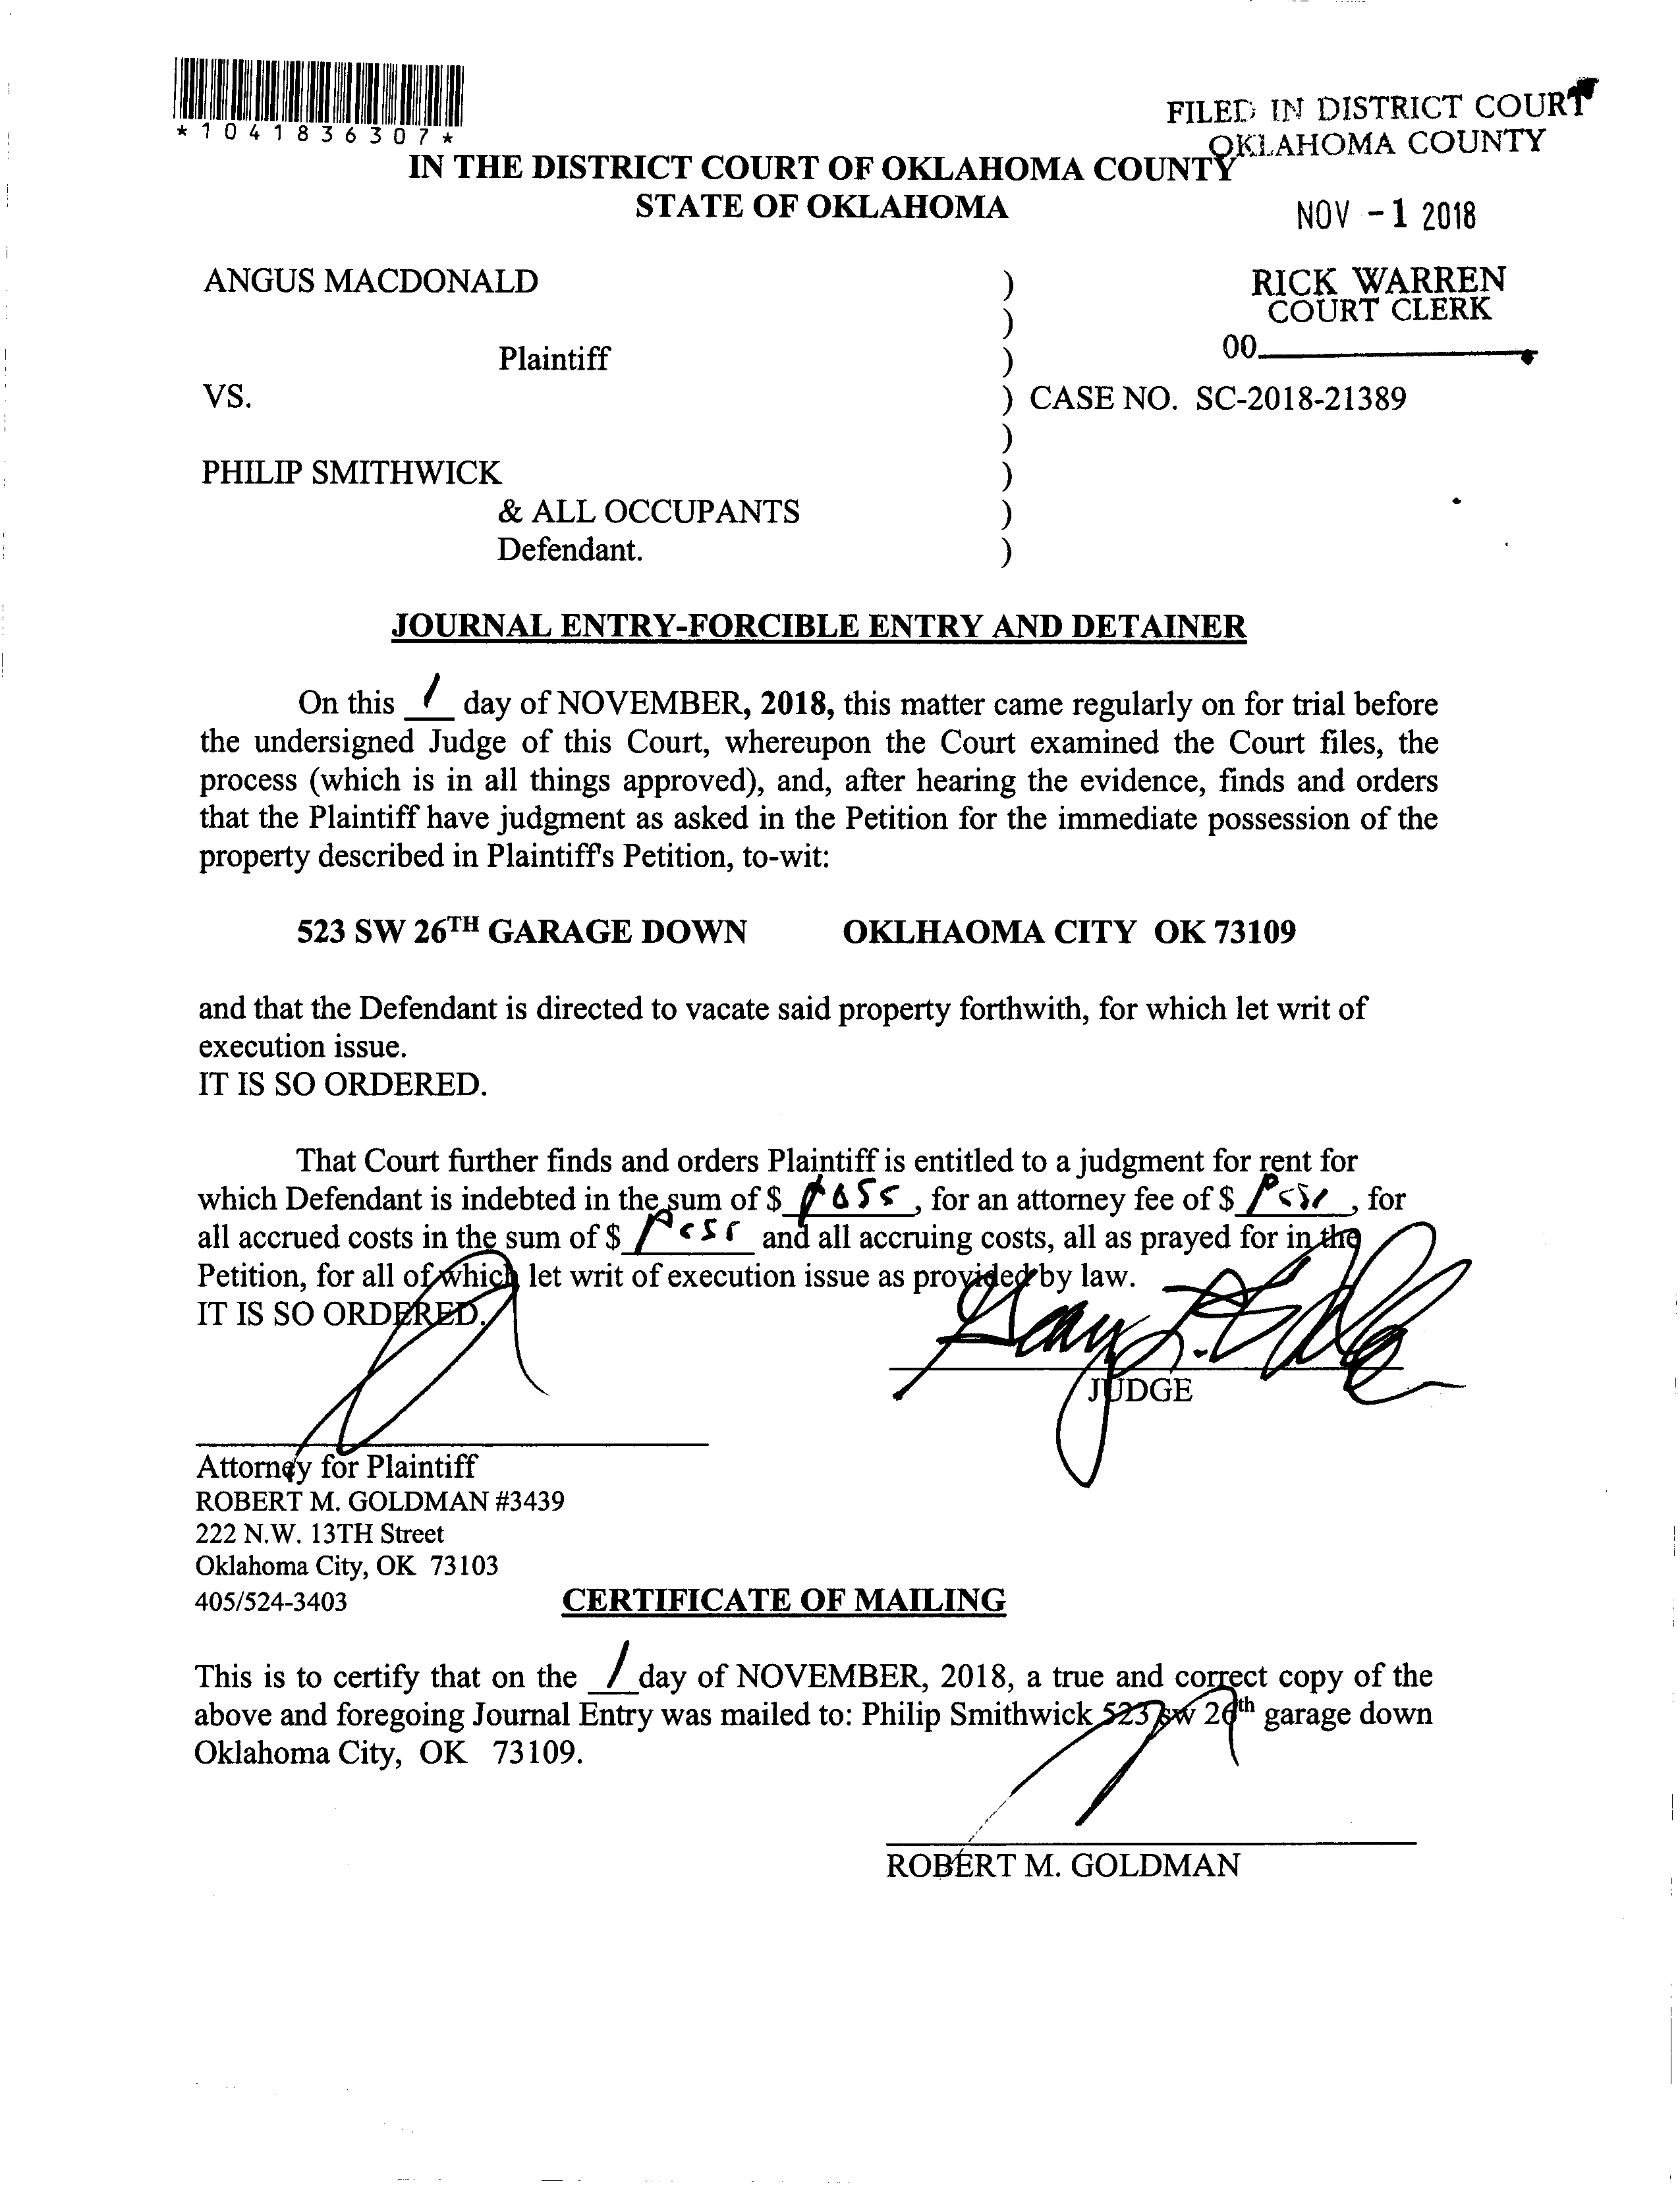 *1041836307*
FILED IN DISTRICT COURT
OKLAHOMA COUNTY
IN THE DISTRICT COURT OF OKLAHOMA COUNTY
STATE OF OKLAHOMA
NOV -1 2018
ANGUS MACDONALD )
RICK WARREN
COURT CLERK
)
Plaintiff )
00
VS. ) CASE NO. SC-2018-21389
)
PHILIP SMITHWICK )
& ALL OCCUPANTS )
Defendant. )
JOURNAL ENTRY-FORCIBLE ENTRY AND DETAINER
On this 1 day of NOVEMBER, 2018, this matter came regularly on for trial before
the undersigned Judge of this Court, whereupon the Court examined the Court files, the
process (which is in all things approved), and, after hearing the evidence, finds and orders
that the Plaintiff have judgment as asked in the Petition for the immediate possession of the
property described in Plaintiff's Petition, to-wit:
523 SW 26TH GARAGE DOWN OKLHAOMA CITY OK 73109
and that the Defendant is directed to vacate said property forthwith, for which let writ of
execution issue.
IT IS SO ORDERED.
That Court further finds and orders Plaintiff is entitled to a judgment for rent for
which Defendant is indebted in the sum of $ , for an attorney fee of $ , for
all accrued costs in the sum of $ and all accruing costs, all as prayed for in the
Petition, for all of which let writ of execution issue as provided by law.
IT IS SO ORDERED.
JUDGE
Attorney for Plaintiff
ROBERT M. GOLDMAN #3439
222 N.W. 13TH Street
Oklahoma City, OK 73103
405/524-3403
CERTIFICATE OF MAILING
This is to certify that on the 1 day of NOVEMBER, 2018, a true and correct copy of the
above and foregoing Journal Entry was mailed to: Philip Smithwick 523 sw 26th garage down
Oklahoma City, OK 73109.
ROBERT M. GOLDMAN